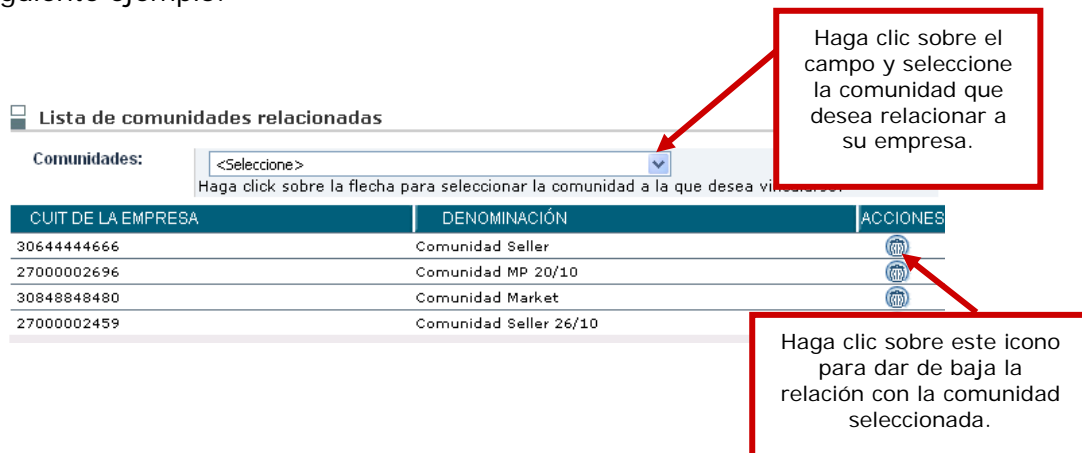 guiente ejemplo:
Haga clic sobre el
campo y seleccione
la comunidad que
desea relacionar a
su empresa.
Lista de comunidades relacionadas
Comunidades:
<Seleccione>
Haga click sobre la flecha para seleccionar la comunidad a la que desea
CUIT DE LA EMPRESA DENOMINACIÓN ACCIONES
30644444666 Comunidad Seller
27000002696 Comunidad MP 20/10
30848848480 Comunidad Market
27000002459 Comunidad Seller 26/10
Haga clic sobre este icono
para dar de baja la
relación con la comunidad
seleccionada.